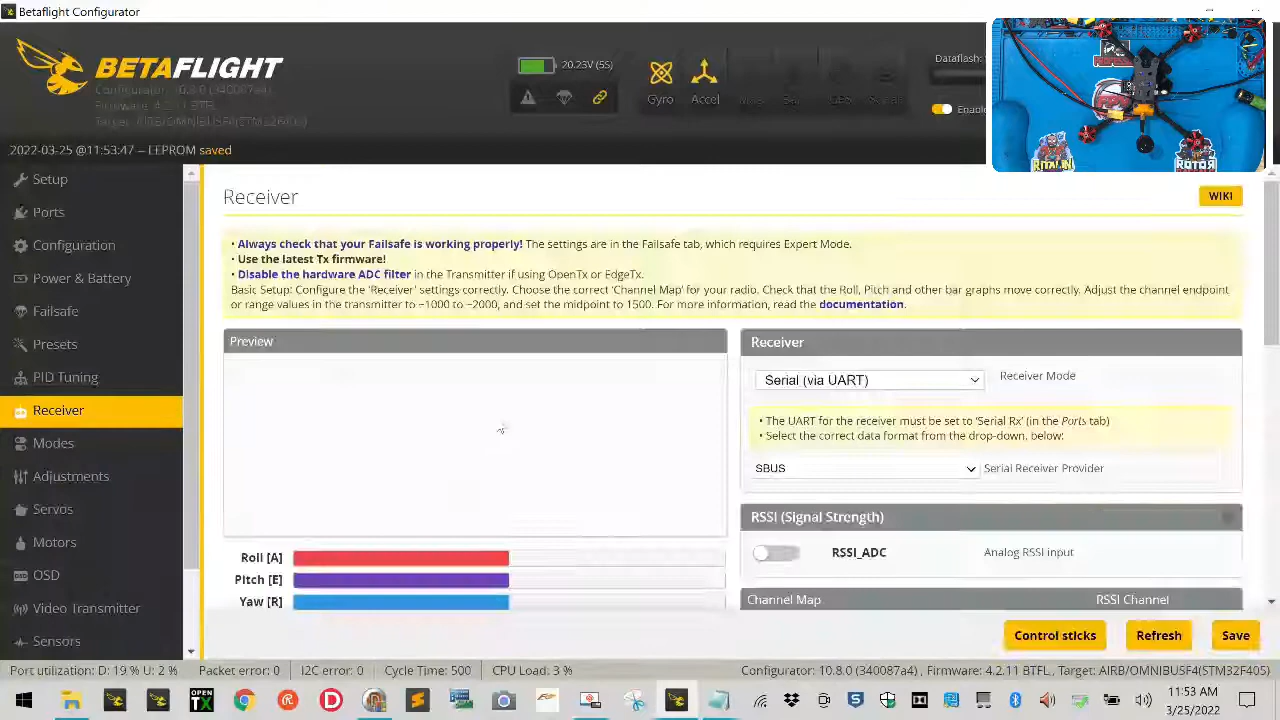 Betaflight Configurator
BETAFLIGHT
20.23V (5S)
Gyro
Accel
Dataflash:
Enable
2022-03-25 @11:53:47 -- EEPROM saved
Setup
Ports
Configuration
Power & Battery
Failsafe
Presets
PID Tuning
Receiver
Modes
Adjustments
Servos
Motors
OSD
Video Transmitter
Sensors
Receiver
WIKI
• Always check that your Failsafe is working properly! The settings are in the Failsafe tab, which requires Expert Mode.
• Use the latest Tx firmware!
• Disable the hardware ADC filter in the Transmitter if using OpenTx or EdgeTx.
Basic Setup: Configure the 'Receiver' settings correctly. Choose the correct 'Channel Map' for your radio. Check that the Roll, Pitch and other bar graphs move correctly. Adjust the channel endpoint
or range values in the transmitter to ~1000 to ~2000, and set the midpoint to 1500. For more information, read the documentation.
Preview
Roll [A]
Pitch [E]
Yaw [R]
Receiver
Serial (via UART)
Receiver Mode
• The UART for the receiver must be set to 'Serial Rx' (in the Ports tab)
• Select the correct data format from the drop-down, below:
SBUS
Serial Receiver Provider
RSSI (Signal Strength)
RSSI_ADC
Analog RSSI input
Channel Map
RSSI Channel
Control sticks
Refresh
Save
Port utilization: D: 19 % U: 2 %
Packet error: 0
I2C error: 0
Cycle Time: 500
CPU Load: 3 %
Configurator: 10.8.0 (340087a4), Firmware: 4.2.11 BTFL, Target: AIRB/OMNIBUSF4(STM32F405)
OPEN
TX
11:53 AM
3/25/2022
RITALIN
ROTOR